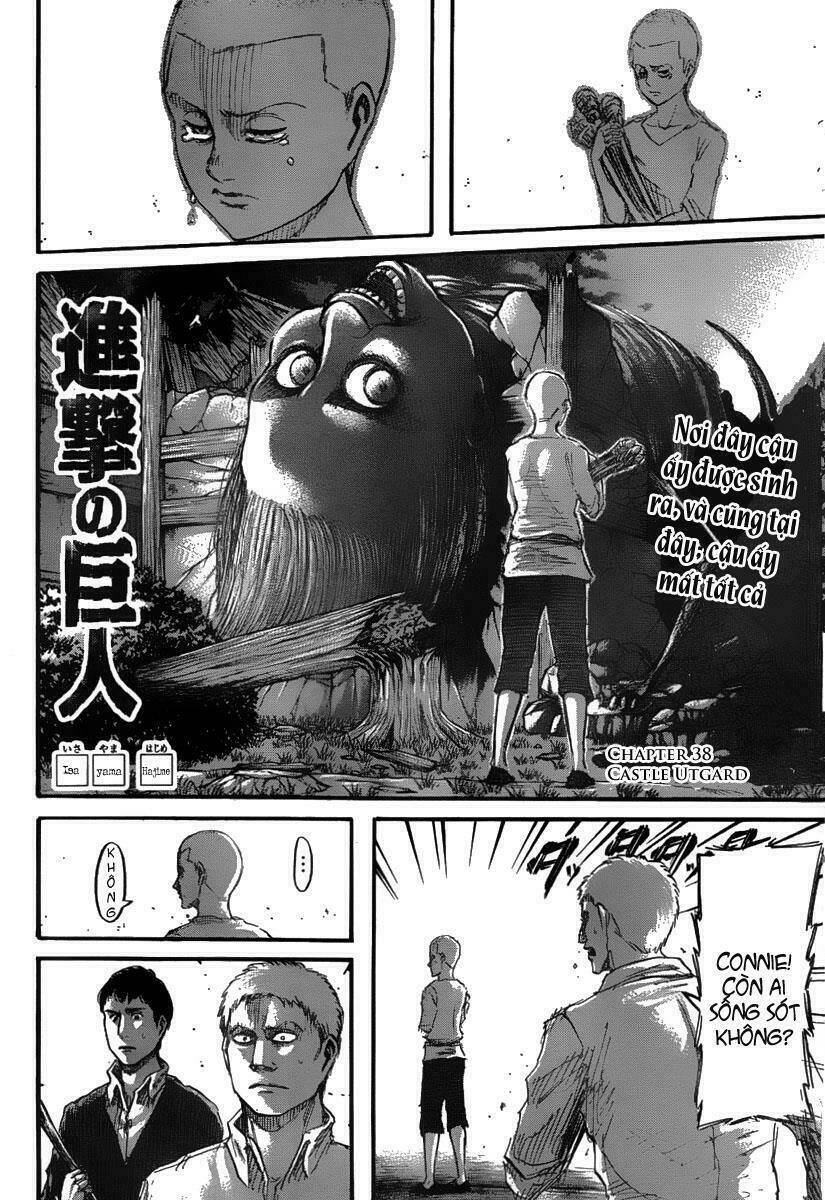 進撃の巨人
いさ やま はじめ
Isa yama Hajime
Nơi đây cậu
ấy được sinh
ra, và cũng tại
đây, cậu ấy
mất tất cả
Chapter 38
Castle Utgard
CONNIE!
CÒN AI
SỐNG SÓT
KHÔNG?
...
KHÔNG